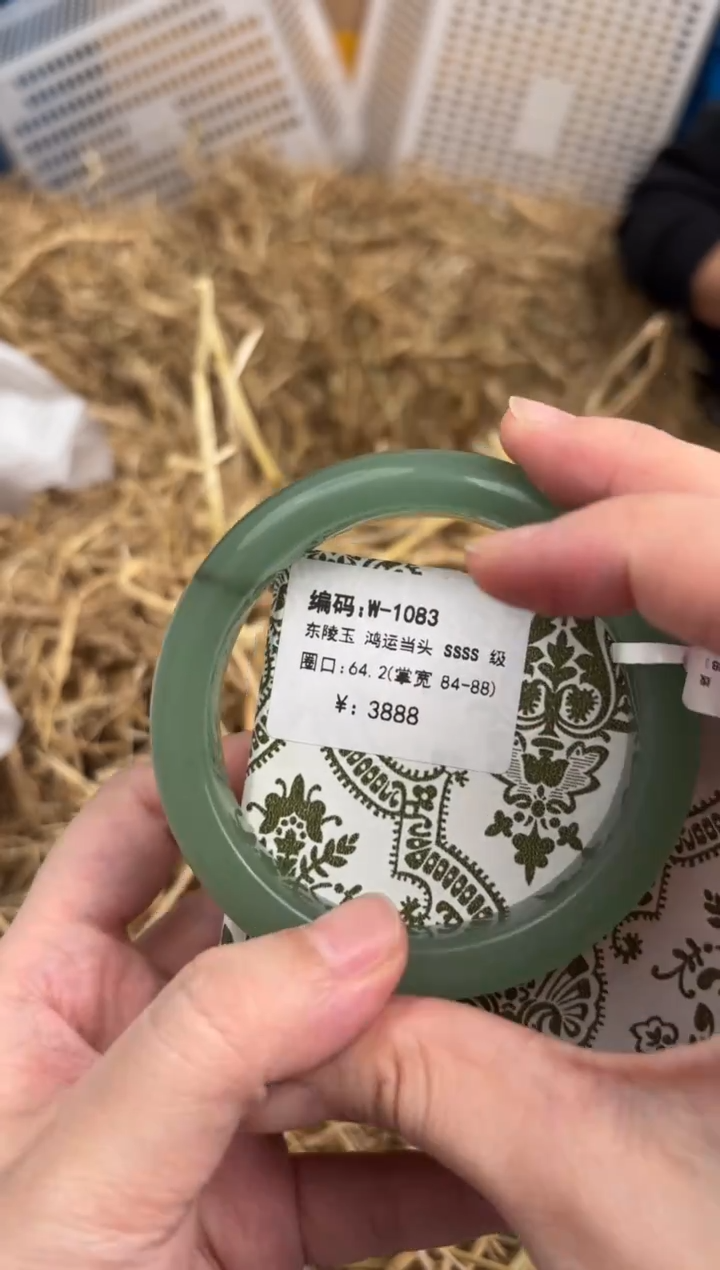 编码:W-1083
东陵玉 鸿运当头 ssss 级
圈口:64.2(掌宽 84-88)
¥: 3888